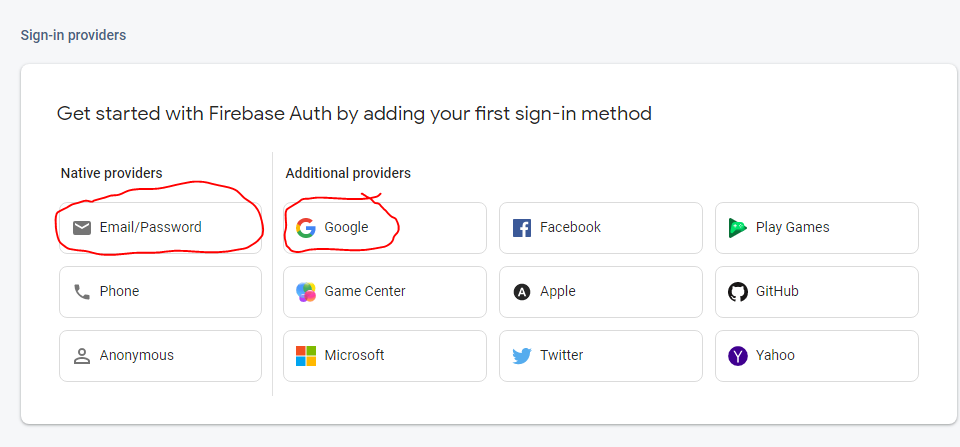 Sign-in providers
Get started with Firebase Auth by adding your first sign-in method
Native providers
Additional providers
Email/Password
Google
Facebook
Play Games
Phone
Game Center
Apple
GitHub
Anonymous
Microsoft
Twitter
Yahoo